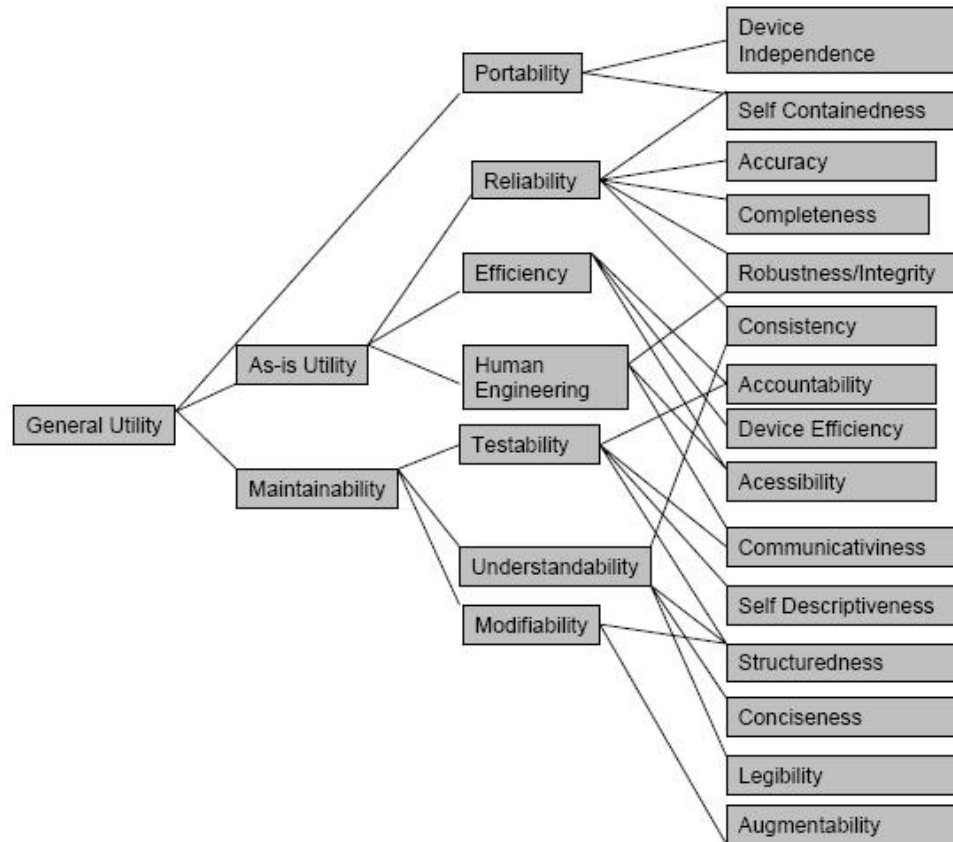 Device
Independence
Portability
Self Containedness
Accuracy
Reliability
Completeness
Efficiency
Robustness/Integrity
Consistency
As-is Utility
Human
Engineering
Accountability
General Utility
Device Efficiency
Testability
Acessibility
Maintainability
Communicativiness
Understandability
Self Descriptiveness
Modifiability
Structuredness
Conciseness
Legibility
Augmentability